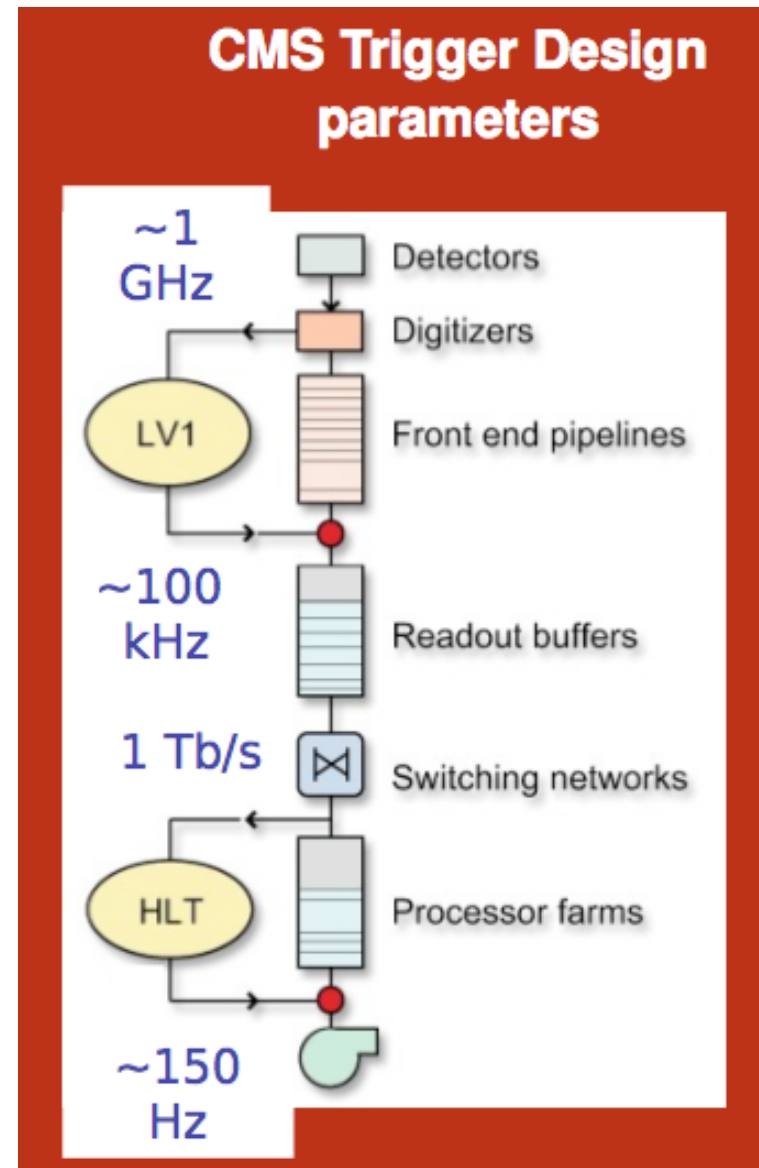 CMS Trigger Design
parameters
~1
GHz
Detectors
Digitizers
LV1
Front end pipelines
~100
kHz
Readout buffers
1 Tb/s
Switching networks
HLT
Processor farms
~150
Hz